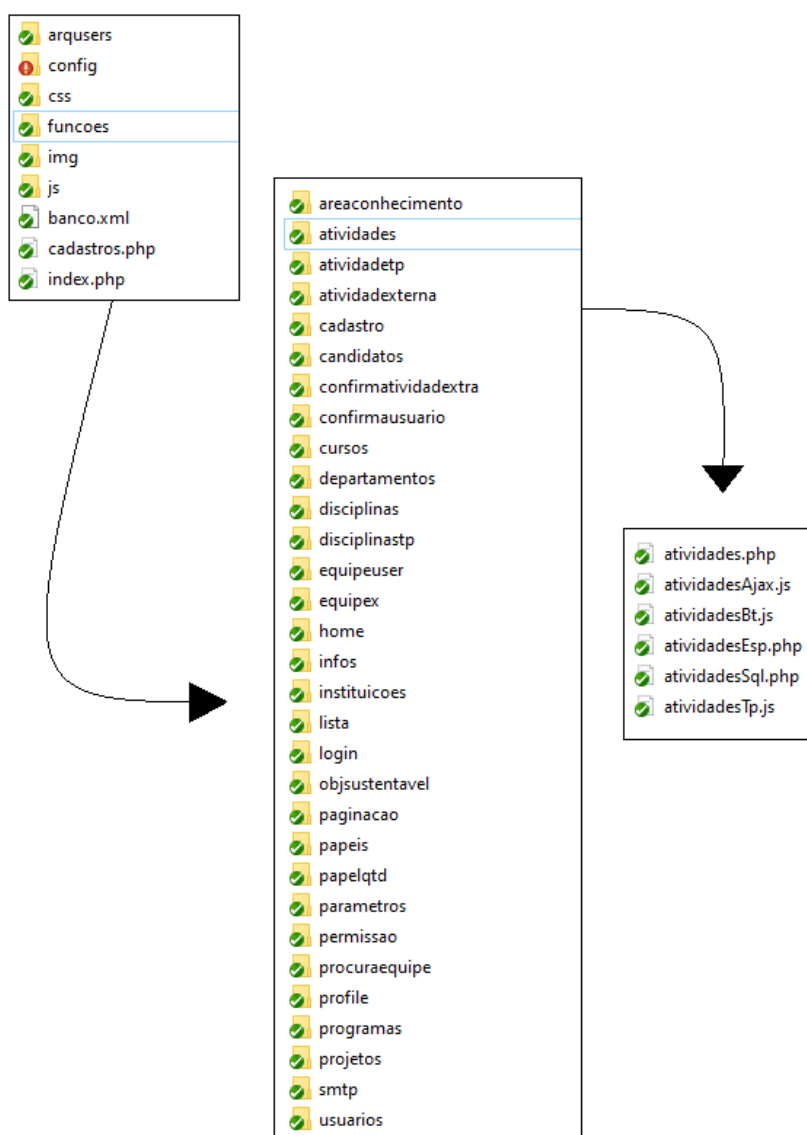 arqusers
config
css
funcoes
img
js
banco.xml
cadastros.php
index.php
areaconhecimento
atividades
atividadetp
atividadexterna
cadastro
candidatos
confirmatividadextra
confirmausuario
cursos
departamentos
disciplinas
disciplinastp
equipeuser
equipex
home
infos
instituicoes
lista
login
objsustentavel
paginacao
papeis
papelqtd
parametros
permissao
procuraequipe
profile
programas
projetos
smtp
usuarios
atividades.php
atividadesAjax.js
atividadesBt.js
atividadesEsp.php
atividadesSql.php
atividadesTp.js